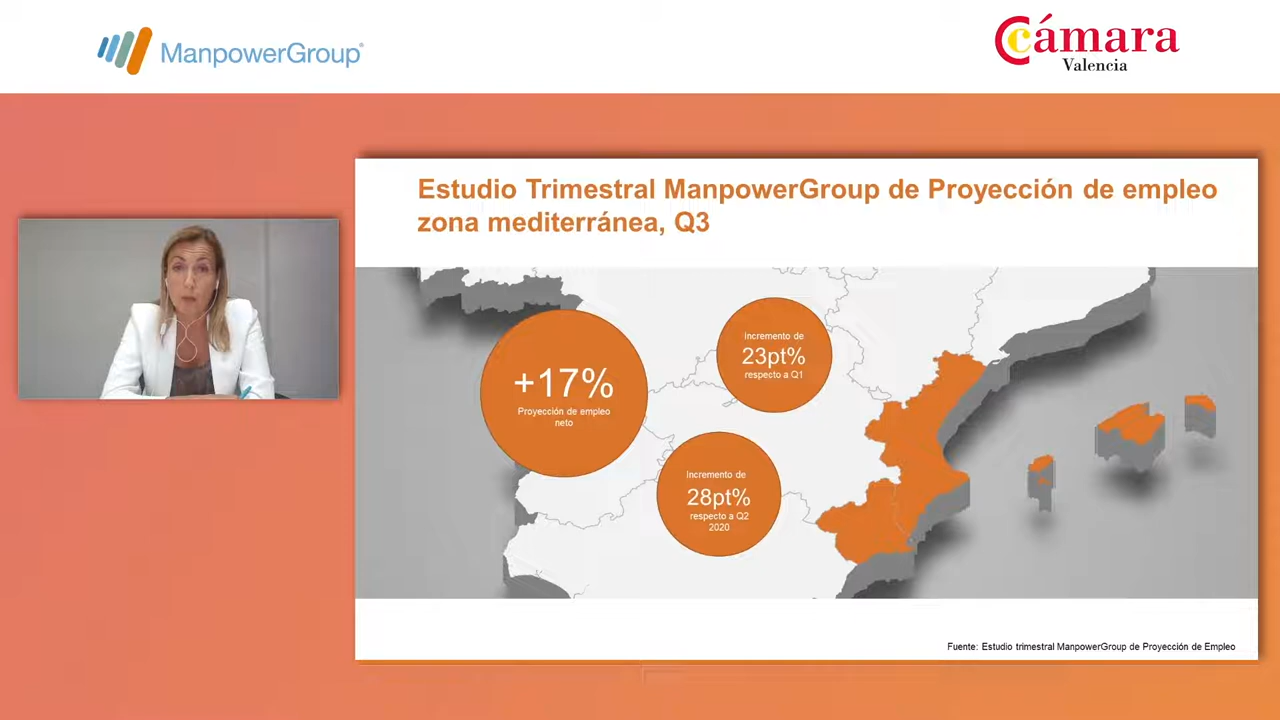 ManpowerGroup
Cámara
Valencia
Estudio Trimestral ManpowerGroup de Proyección de empleo
zona mediterránea, Q3
+17%
Proyección de empleo
neto
Incremento de
23pt%
respecto a Q1
Incremento de
28pt%
respecto a Q2
2020
Fuente: Estudio trimestral ManpowerGroup de Proyección de Empleo